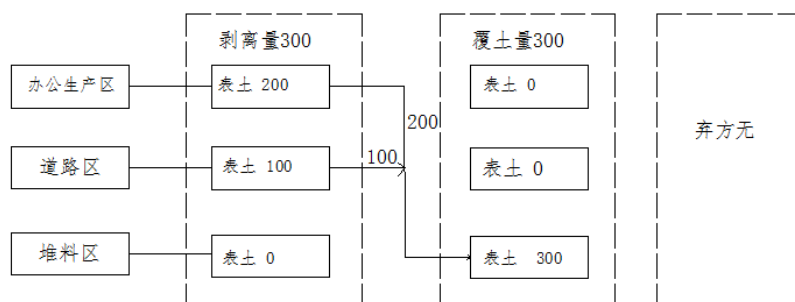 剥离量300
覆土量300
办公生产区
表土 200
表土 0
200
弃方无
道路区
表土 100
100
表土 0
堆料区
表土 0
表土 300